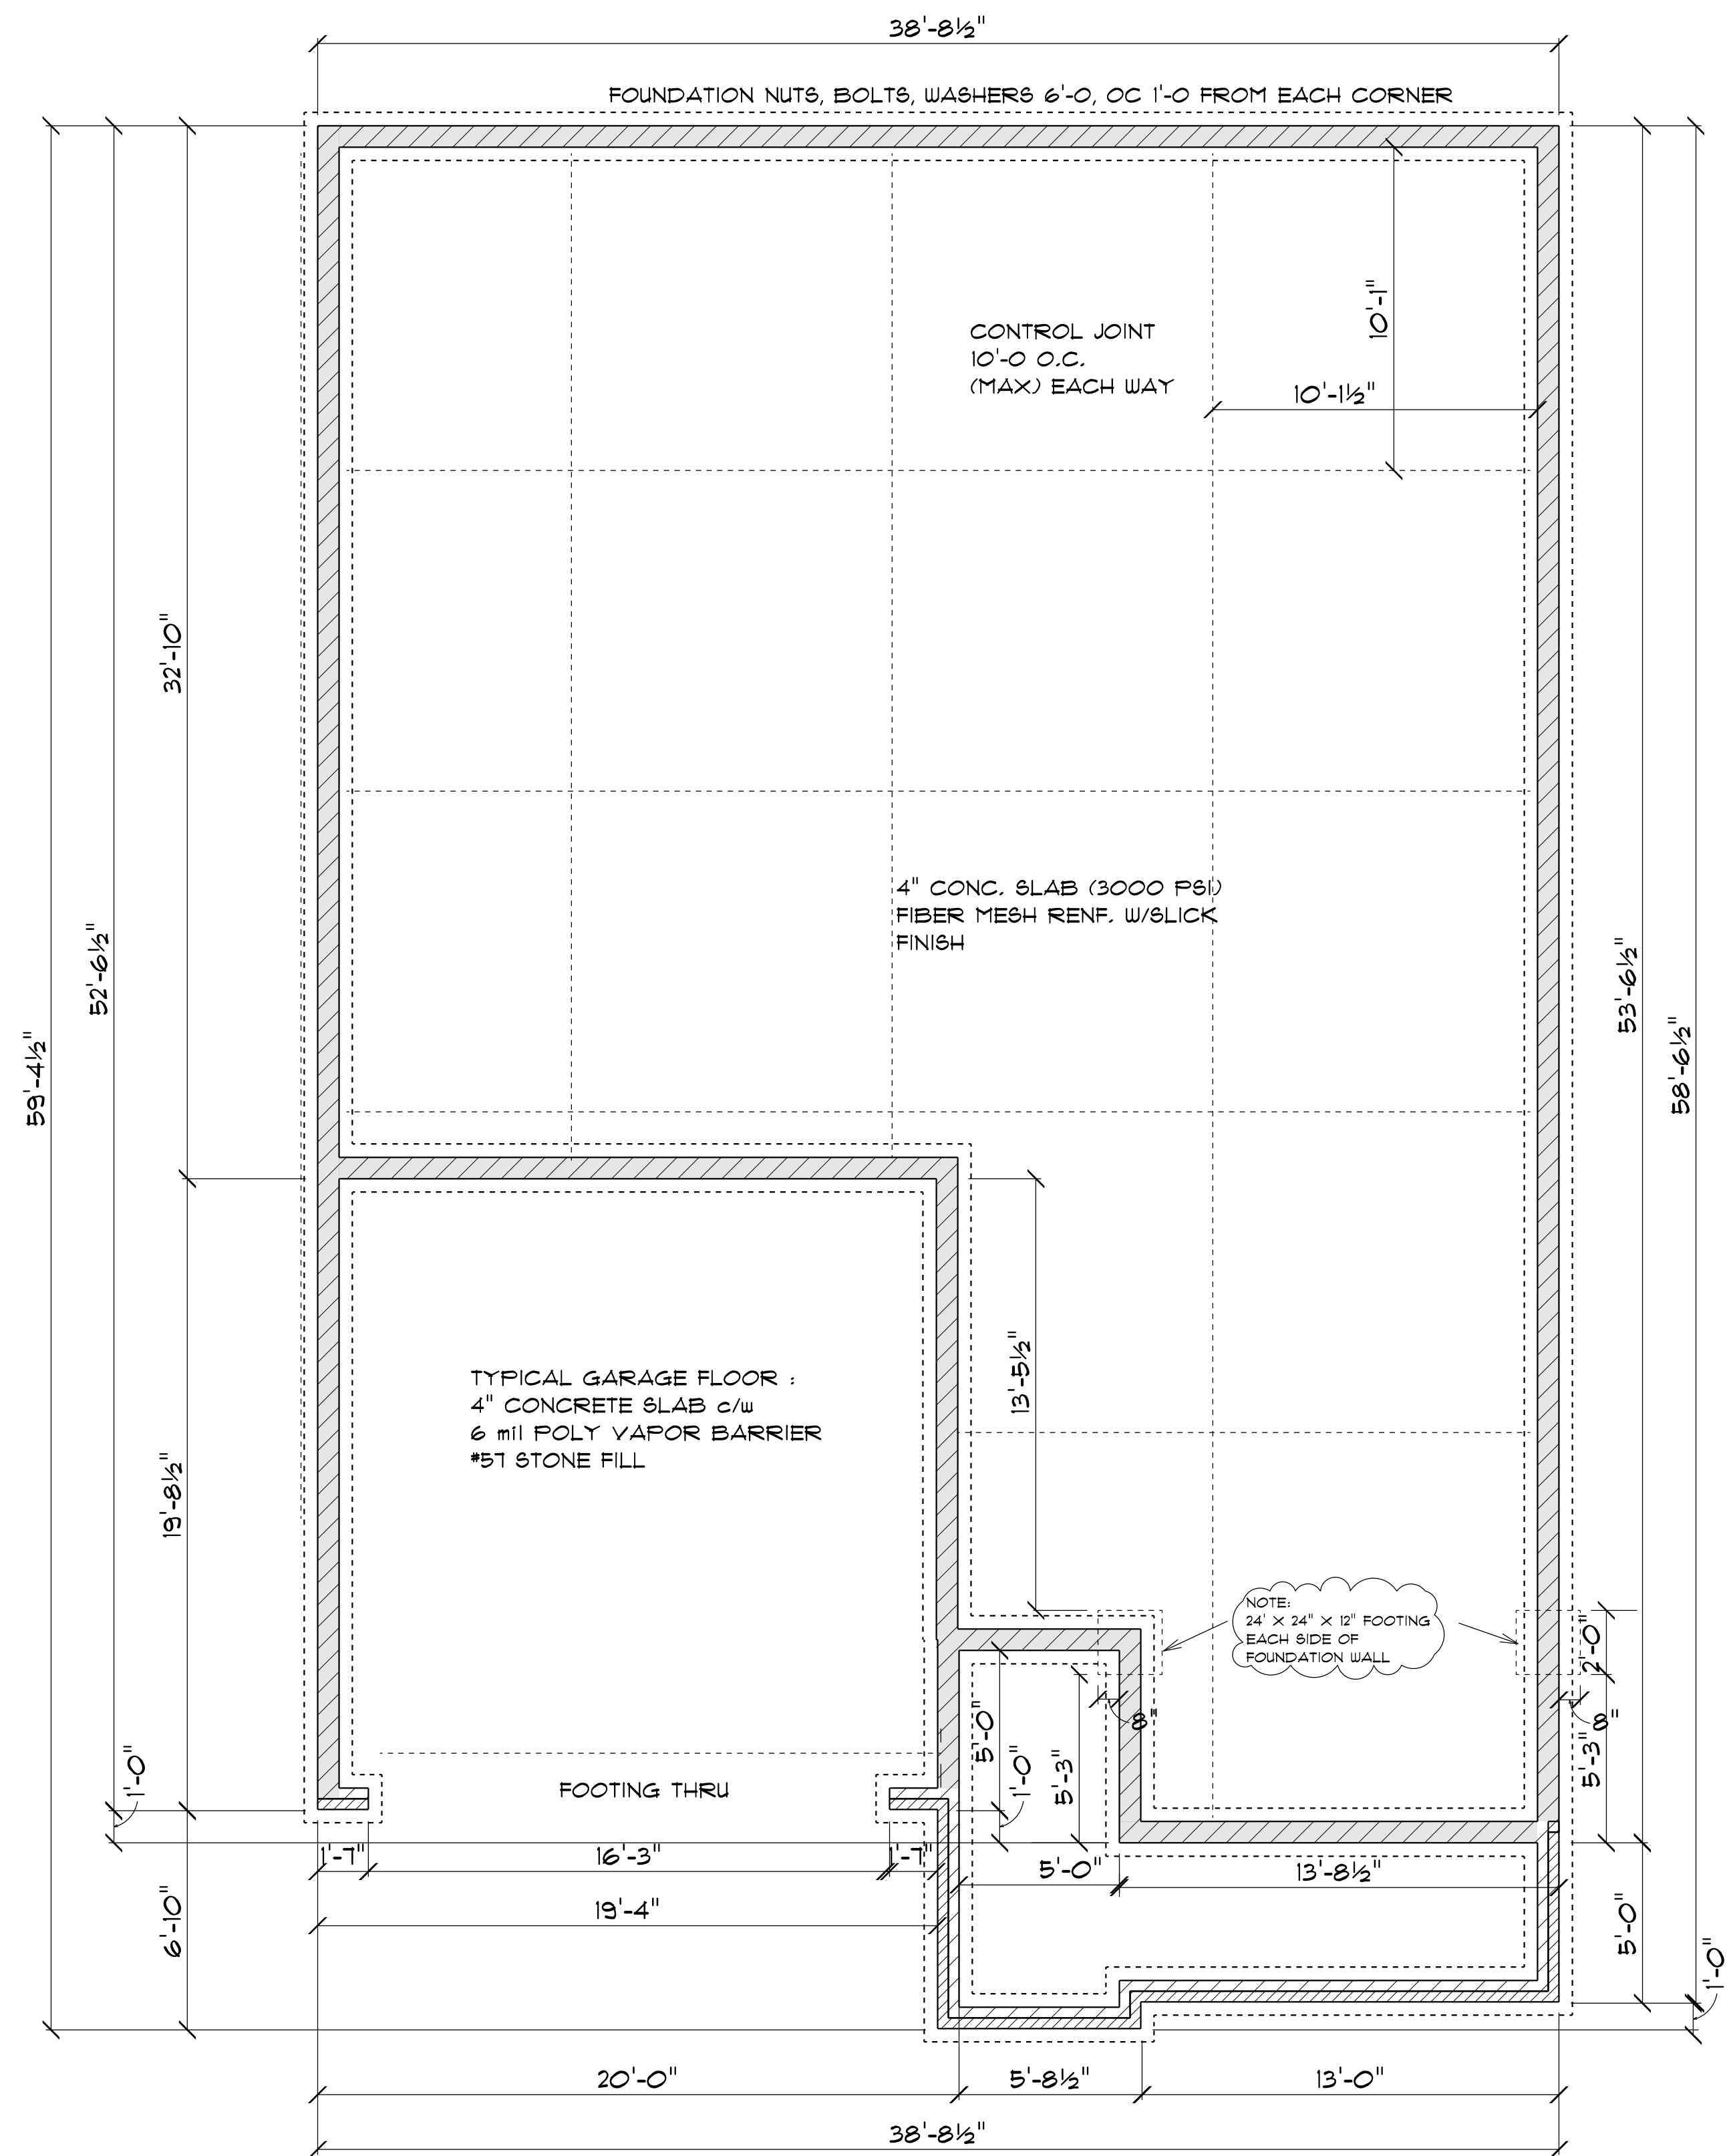 38'-8½"
FOUNDATION NUTS, BOLTS, WASHERS 6'-0, OC 1'-0 FROM EACH CORNER
10'-1"
CONTROL JOINT
10'-0 O.C.
(MAX) EACH WAY
10'-1½"
32'-10"
4" CONC. SLAB (3000 PSI)
FIBER MESH RENF. W/SLICK
FINISH
52'-6½"
53'-6½"
59'-4½"
58'-6½"
13'-5½"
TYPICAL GARAGE FLOOR :
4" CONCRETE SLAB c/w
6 mil POLY VAPOR BARRIER
#57 STONE FILL
19'-8½"
NOTE:
24' X 24" X 12" FOOTING
EACH SIDE OF
FOUNDATION WALL
2'-0"
8"
8"
5'-0"
1'-0"
1'-0"
5'-3"
5'-3"
FOOTING THRU
1'-7"
16'-3"
1'-7"
5'-0"
13'-8½"
19'-4"
6'-10"
5'-0"
1'-0"
20'-0"
5'-8½"
13'-0"
38'-8½"